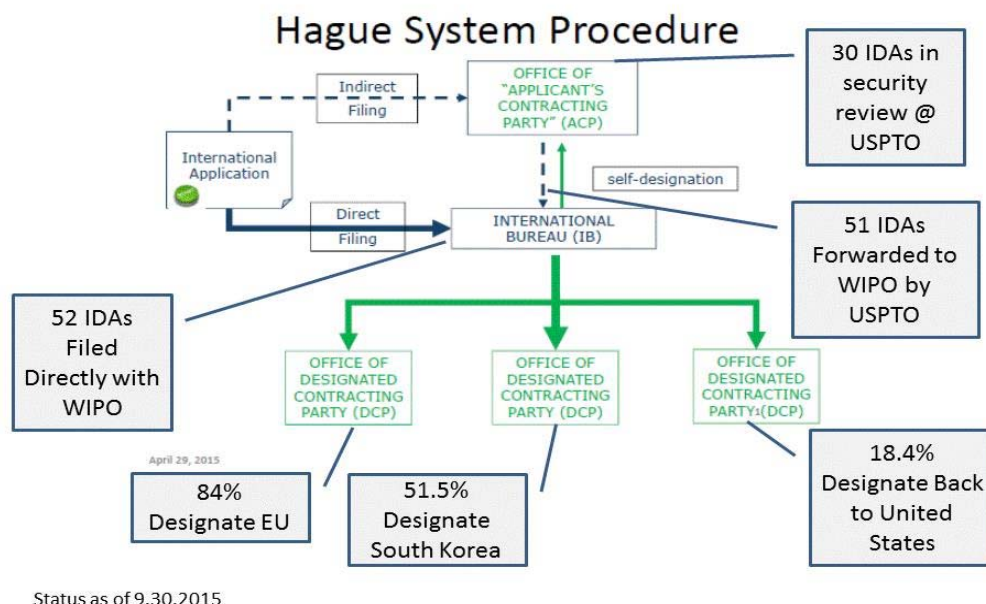 Hague System Procedure
30 IDAs in
security
review @
USPTO
OFFICE OF
"APPLICANT'S
CONTRACTING
PARTY" (ACP)
Indirect
Filing
International
Application
self-designation
Direct
Filing
INTERNATIONAL
BUREAU (IB)
51 IDAs
Forwarded to
WIPO by
USPTO
52 IDAs
Filed
Directly with
WIPO
OFFICE OF
DESIGNATED
CONTRACTING
PARTY (DCP)
OFFICE OF
DESIGNATED
CONTRACTING
PARTY (DCP)
OFFICE OF
DESIGNATED
CONTRACTING
PARTY1(DCP)
April 29, 2015
84%
Designate EU
51.5%
Designate
South Korea
18.4%
Designate Back
to United
States
Status as of 9.30.2015